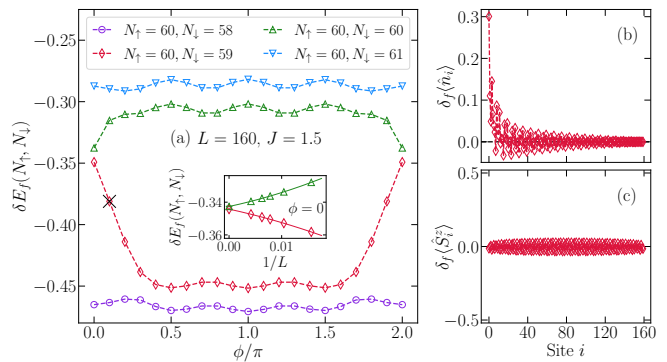 N↑ = 60, N↓ = 58 N↑ = 60, N↓ = 60
N↑ = 60, N↓ = 59 N↑ = 60, N↓ = 61
δE_f(N↑, N↓)
−0.25
−0.30
−0.35
−0.40
−0.45
(a) L = 160, J = 1.5
δE_f(N↑, N↓)
−0.34
−0.36
ϕ=0
0.00 0.01
1/L
0.0 0.5 1.0 1.5 2.0
ϕ/π
(b)
δ_f⟨n̂_i⟩
0.3
0.2
0.1
0.0
(c)
δ_f⟨Ŝ_i^z⟩
0.5
0.0
−0.5
0 40 80 120 160
Site i